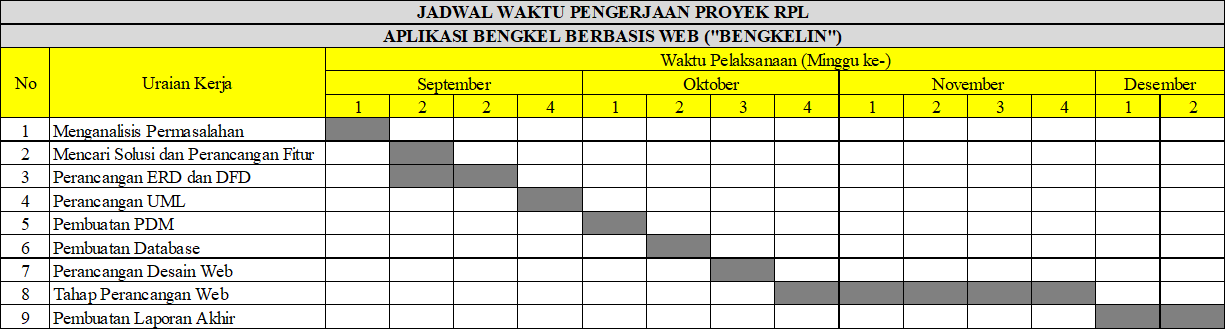 JADWAL WAKTU PENGERJAAN PROYEK RPL
APLIKASI BENGKEL BERBASIS WEB ("BENGKELIN")
No Uraian Kerja Waktu Pelaksanaan (Minggu ke-)
September Oktober November Desember
1 2 2 4 1 2 3 4 1 2 3 4 1 2
1 Menganalisis Permasalahan
2 Mencari Solusi dan Perancangan Fitur
3 Perancangan ERD dan DFD
4 Perancangan UML
5 Pembuatan PDM
6 Pembuatan Database
7 Perancangan Desain Web
8 Tahap Perancangan Web
9 Pembuatan Laporan Akhir